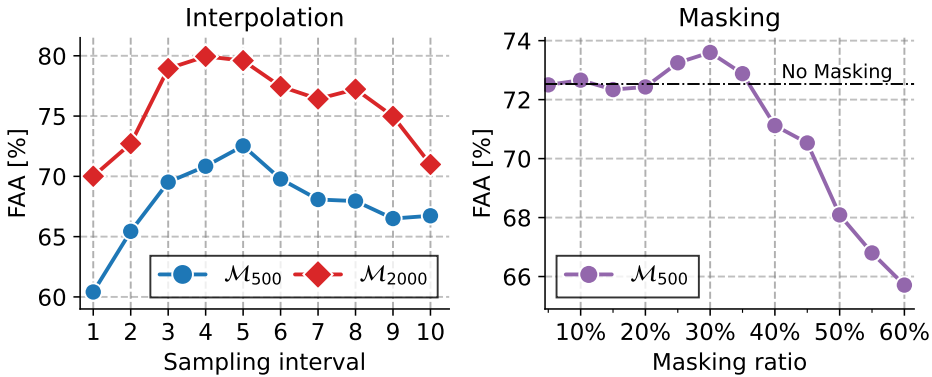 Interpolation
FAA [%]
80
75
70
65
60
1 2 3 4 5 6 7 8 9 10
Sampling interval
ℳ500 ℳ2000
Masking
FAA [%]
74
72
70
68
66
No Masking
ℳ500
10% 20% 30% 40% 50% 60%
Masking ratio